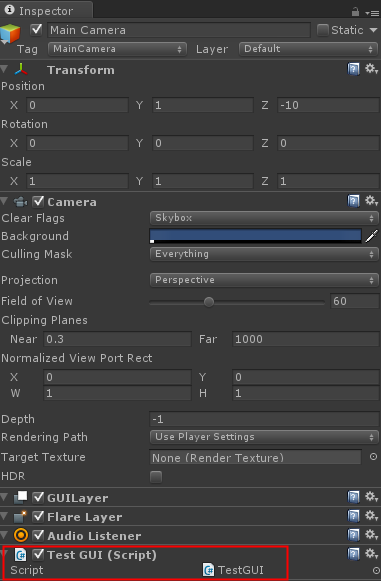 Inspector
Main Camera Static
Tag MainCamera Layer Default
Transform
Position
X 0 Y 1 Z -10
Rotation
X 0 Y 0 Z 0
Scale
X 1 Y 1 Z 1
Camera
Clear Flags Skybox
Background
Culling Mask Everything
Projection Perspective
Field of View 60
Clipping Planes
Near 0.3 Far 1000
Normalized View Port Rect
X 0 Y 0
W 1 H 1
Depth -1
Rendering Path Use Player Settings
Target Texture None (Render Texture)
HDR
GUILayer
Flare Layer
Audio Listener
Test GUI (Script)
Script TestGUI